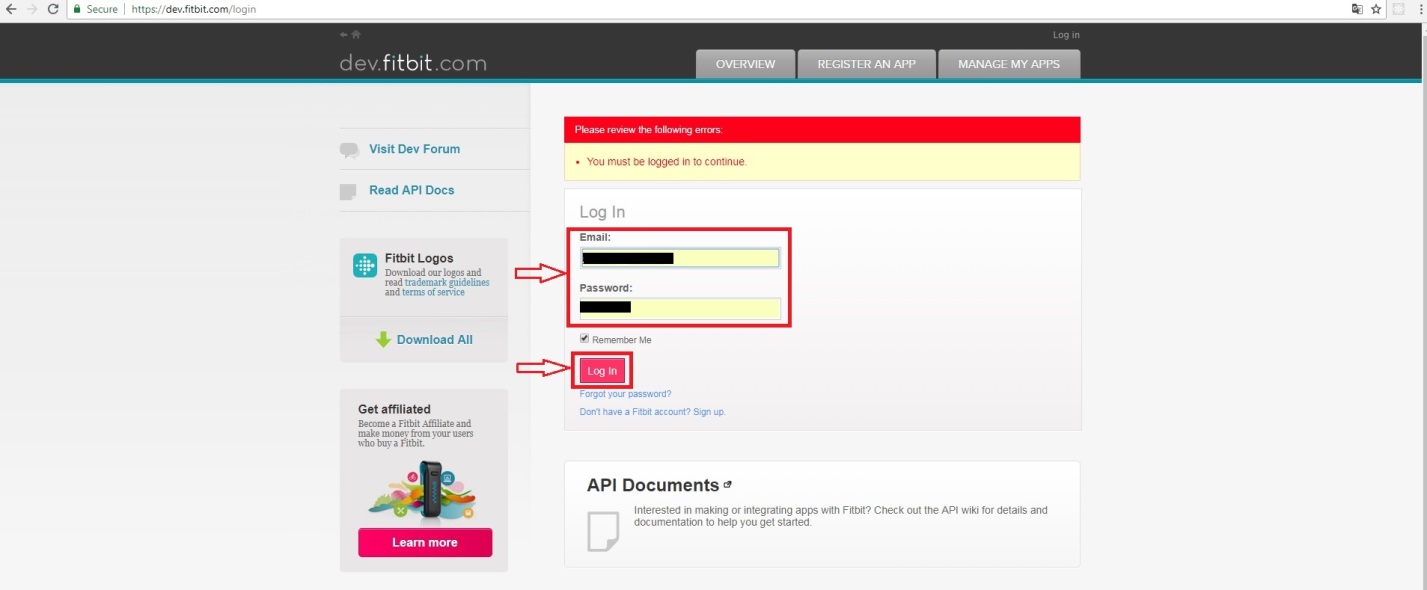 Secure | https://dev.fitbit.com/login
Log in
dev.fitbit.com
OVERVIEW
REGISTER AN APP
MANAGE MY APPS
Visit Dev Forum
Read API Docs
Fitbit Logos
Download our logos and
read trademark guidelines
and terms of service
Download All
Get affiliated
Become a Fitbit Affiliate and
make money from your users
who buy a Fitbit.
Learn more
Please review the following errors:
• You must be logged in to continue.
Log In
Email:
Password:
Remember Me
Log In
Forgot your password?
Don't have a Fitbit account? Sign up.
API Documents
Interested in making or integrating apps with Fitbit? Check out the API wiki for details and
documentation to help you get started.